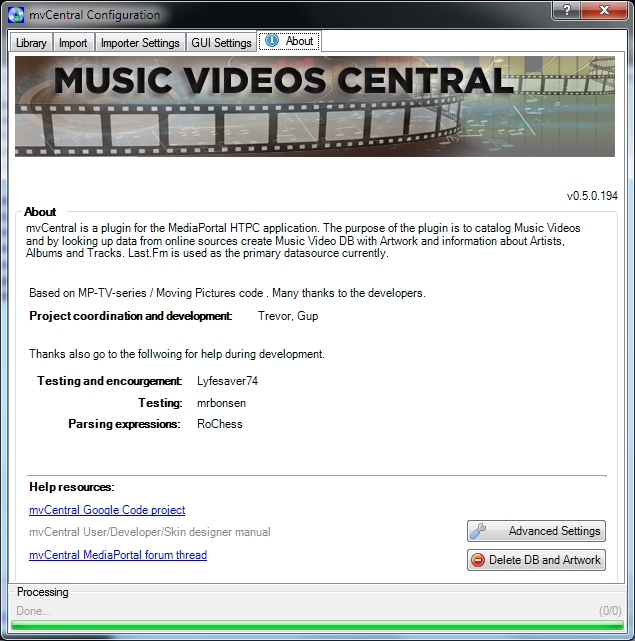 mvCentral Configuration
?
Library Import Importer Settings GUI Settings About
MUSIC VIDEOS CENTRAL
v0.5.0.194
About
mvCentral is a plugin for the MediaPortal HTPC application. The purpose of the plugin is to catalog Music Videos
and by looking up data from online sources create Music Video DB with Artwork and information about Artists,
Albums and Tracks. Last.Fm is used as the primary datasource currently.
Based on MP-TV-series / Moving Pictures code . Many thanks to the developers.
Project coordination and development: Trevor, Gup
Thanks also go to the follwoing for help during development.
Testing and encourgement: Lyfesaver74
Testing: mrbonsen
Parsing expressions: RoChess
Help resources:
mvCentral Google Code project
mvCentral User/Developer/Skin designer manual
Advanced Settings
mvCentral MediaPortal forum thread
Delete DB and Artwork
Processing
Done... (0/0)